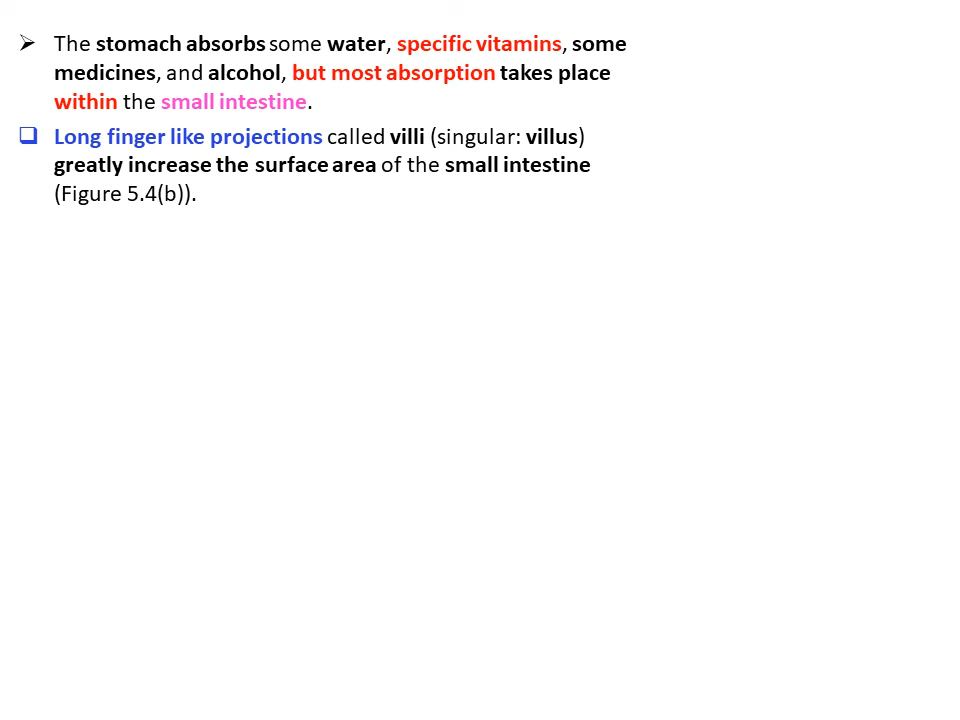 ➢ The stomach absorbs some water, specific vitamins, some
medicines, and alcohol, but most absorption takes place
within the small intestine.
❑ Long finger like projections called villi (singular: villus)
greatly increase the surface area of the small intestine
(Figure 5.4(b)).